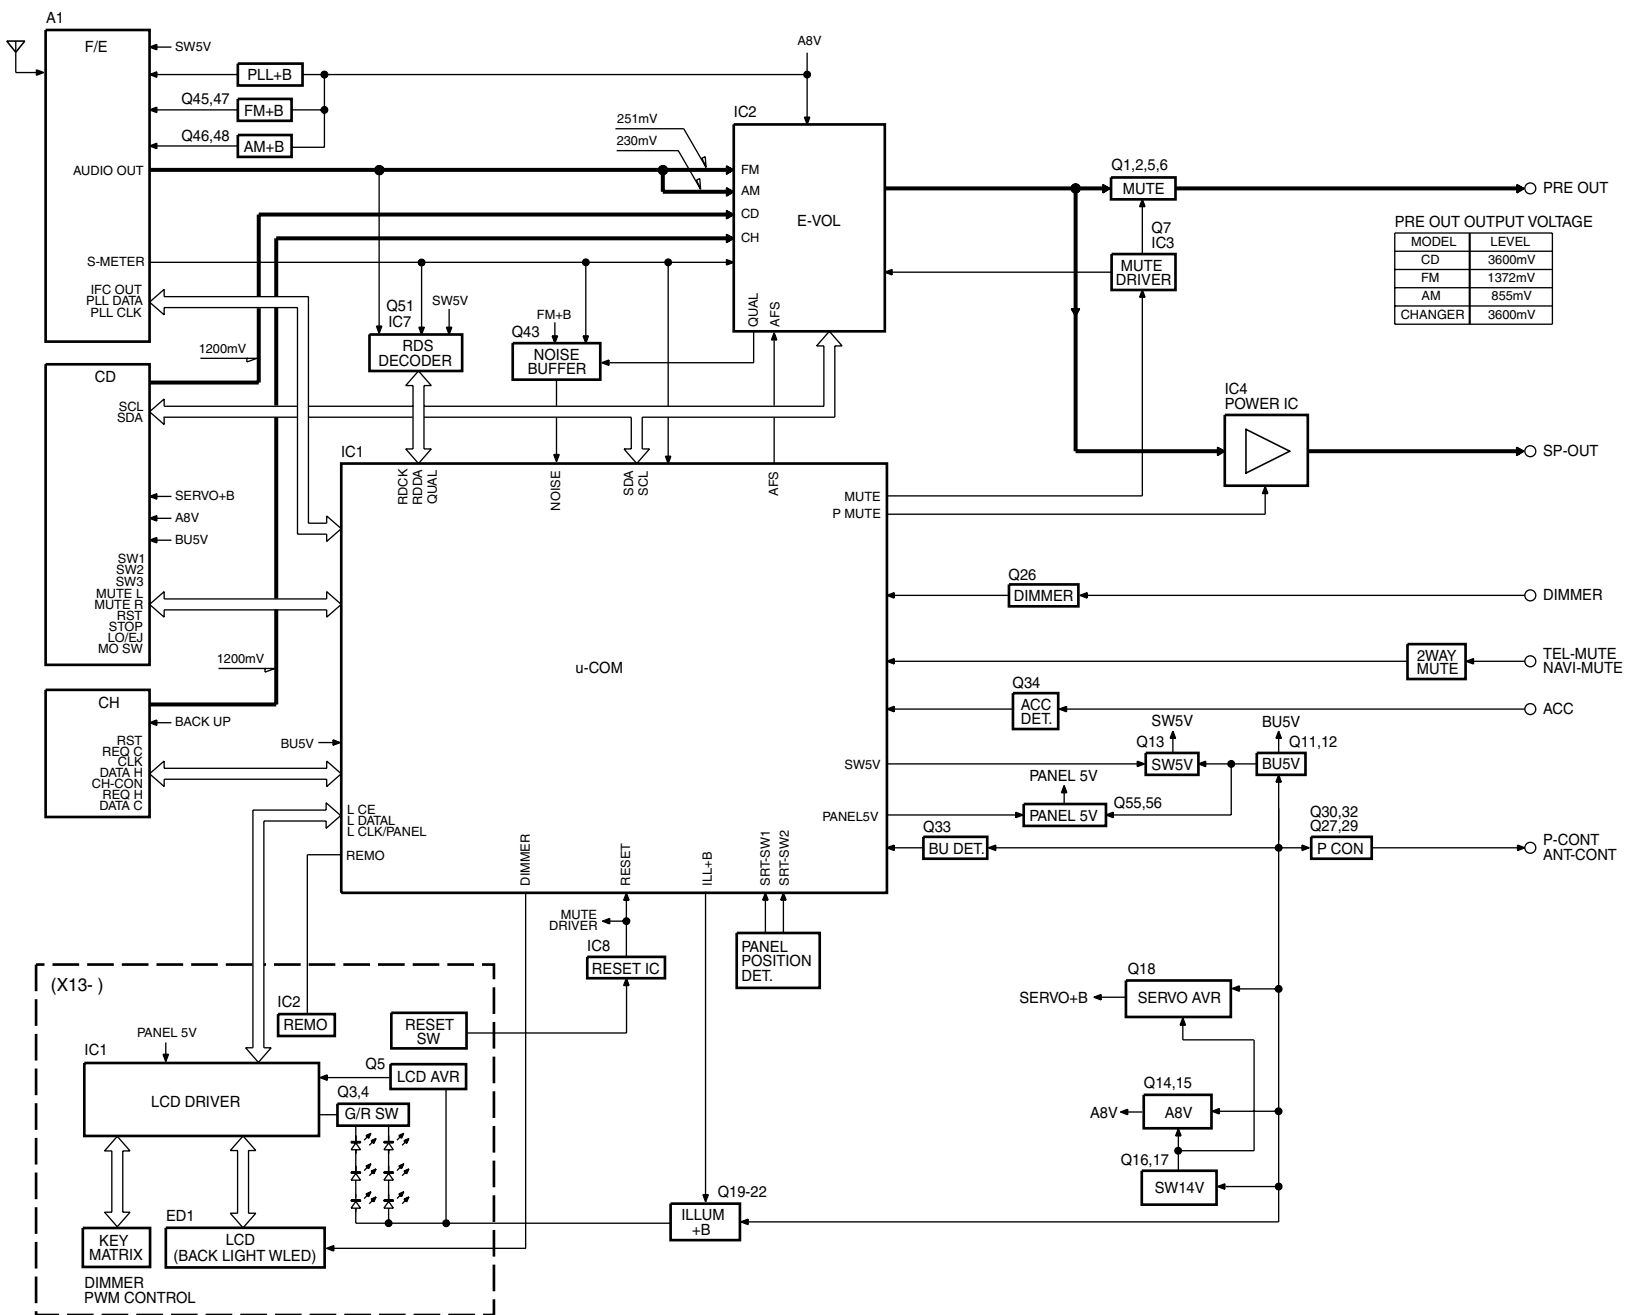 A1
F/E
SW5V
PLL+B
Q45,47
FM+B
Q46,48
AM+B
AUDIO OUT
S-METER
IFC OUT
PLL DATA
PLL CLK
A8V
IC2
251mV
230mV
FM
AM
CD
CH
E-VOL
QUAL
AFS
Q1,2,5,6
MUTE
PRE OUT
Q7
IC3
MUTE
DRIVER
PRE OUT OUTPUT VOLTAGE
MODEL LEVEL
CD 3600mV
FM 1372mV
AM 855mV
CHANGER 3600mV
Q51
IC7
SW5V
RDS
DECODER
FM+B
Q43
NOISE
BUFFER
1200mV
CD
SCL
SDA
SERVO+B
A8V
BU5V
SW1
SW2
SW3
MUTE L
MUTE R
RST
STOP
LO/EJ
MO SW
IC4
POWER IC
SP-OUT
IC1
RDCK
RDDA
QUAL
NOISE
SDA
SCL
AFS
MUTE
P MUTE
u-COM
1200mV
CH
BACK UP
RST
REQ C
CLK
DATA H
CH-CON
REQ H
DATA C
BU5V
L CE
L DATAL
L CLK/PANEL
REMO
Q26
DIMMER
DIMMER
2WAY
MUTE
TEL-MUTE
NAVI-MUTE
Q34
ACC
DET.
ACC
SW5V
BU5V
Q13
Q11,12
SW5V
SW5V
BU5V
PANEL 5V
PANEL5V
PANEL 5V
Q55,56
Q33
BU DET.
Q30,32
Q27,29
P CON
P-CONT
ANT-CONT
DIMMER
RESET
ILL+B
SRT-SW1
SRT-SW2
MUTE
DRIVER
IC8
RESET IC
PANEL
POSITION
DET.
Q18
SERVO+B
SERVO AVR
Q14,15
A8V
A8V
Q16,17
SW14V
(X13- )
IC2
REMO
RESET
SW
PANEL 5V
IC1
LCD DRIVER
Q5
LCD AVR
Q3,4
G/R SW
Q19-22
ILLUM
+B
ED1
KEY
MATRIX
LCD
(BACK LIGHT WLED)
DIMMER
PWM CONTROL